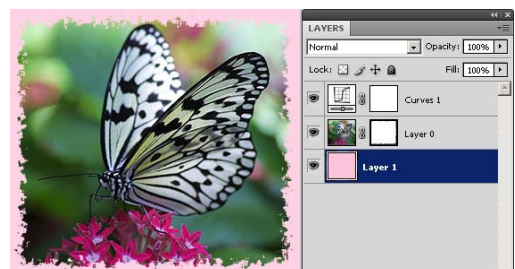 LAYERS
Normal Opacity: 100%
Lock: Fill: 100%
Curves 1
Layer 0
Layer 1